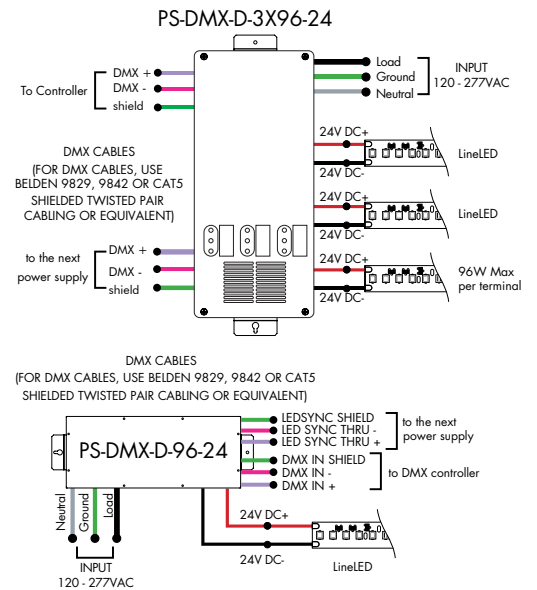 PS-DMX-D-3X96-24
DMX +
DMX -
shield
To Controller
Load
Ground
Neutral
INPUT
120 - 277VAC
DMX CABLES
(FOR DMX CABLES, USE
BELDEN 9829, 9842 OR CAT5
SHIELDED TWISTED PAIR
CABLING OR EQUIVALENT)
24V DC+
24V DC-
LineLED
24V DC+
24V DC-
LineLED
24V DC+
24V DC-
96W Max
per terminal
to the next
power supply
DMX +
DMX -
shield
DMX CABLES
(FOR DMX CABLES, USE BELDEN 9829, 9842 OR CAT5
SHIELDED TWISTED PAIR CABLING OR EQUIVALENT)
PS-DMX-D-96-24
LEDSYNC SHIELD
LED SYNC THRU -
LED SYNC THRU +
to the next
power supply
DMX IN SHIELD
DMX IN -
DMX IN +
to DMX controller
Neutral
Ground
Load
INPUT
120 - 277VAC
24V DC+
24V DC-
LineLED